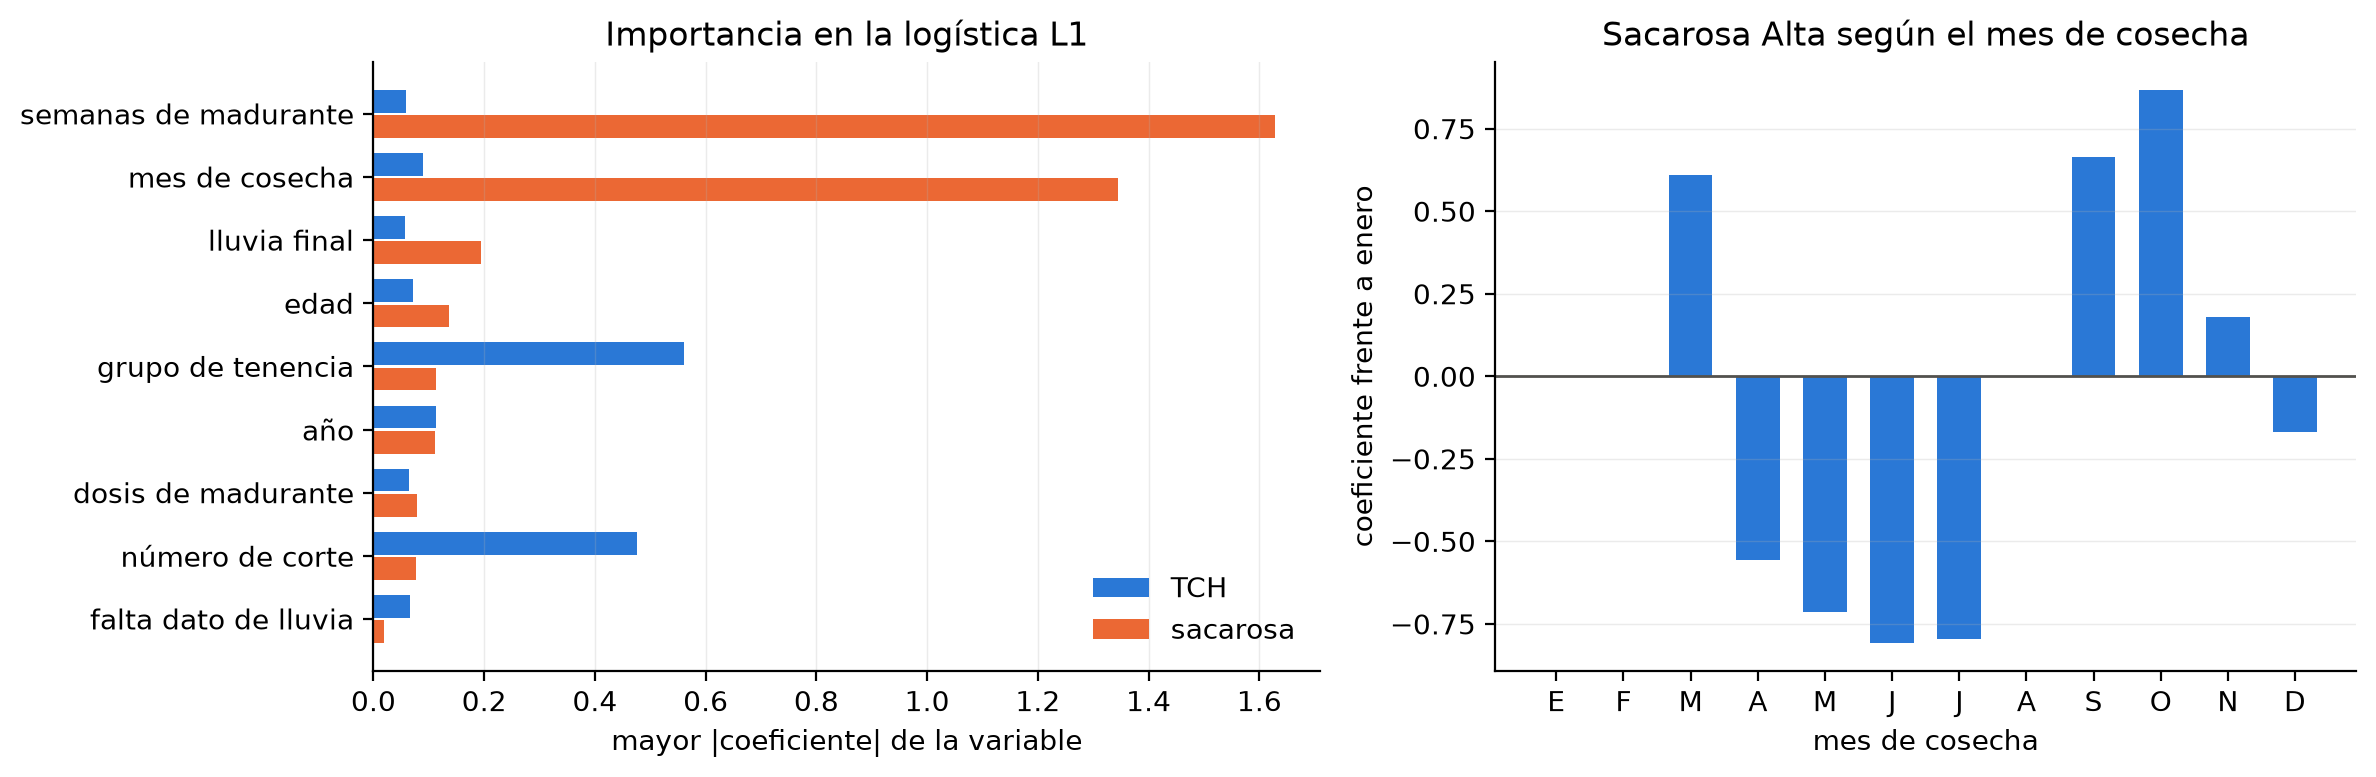 Importancia en la logística L1
semanas de madurante
mes de cosecha
lluvia final
edad
grupo de tenencia
año
dosis de madurante
número de corte
falta dato de lluvia
TCH
sacarosa
0.0 0.2 0.4 0.6 0.8 1.0 1.2 1.4 1.6
mayor |coeficiente| de la variable
Sacarosa Alta según el mes de cosecha
coeficiente frente a enero
0.75
0.50
0.25
0.00
−0.25
−0.50
−0.75
E F M A M J J A S O N D
mes de cosecha